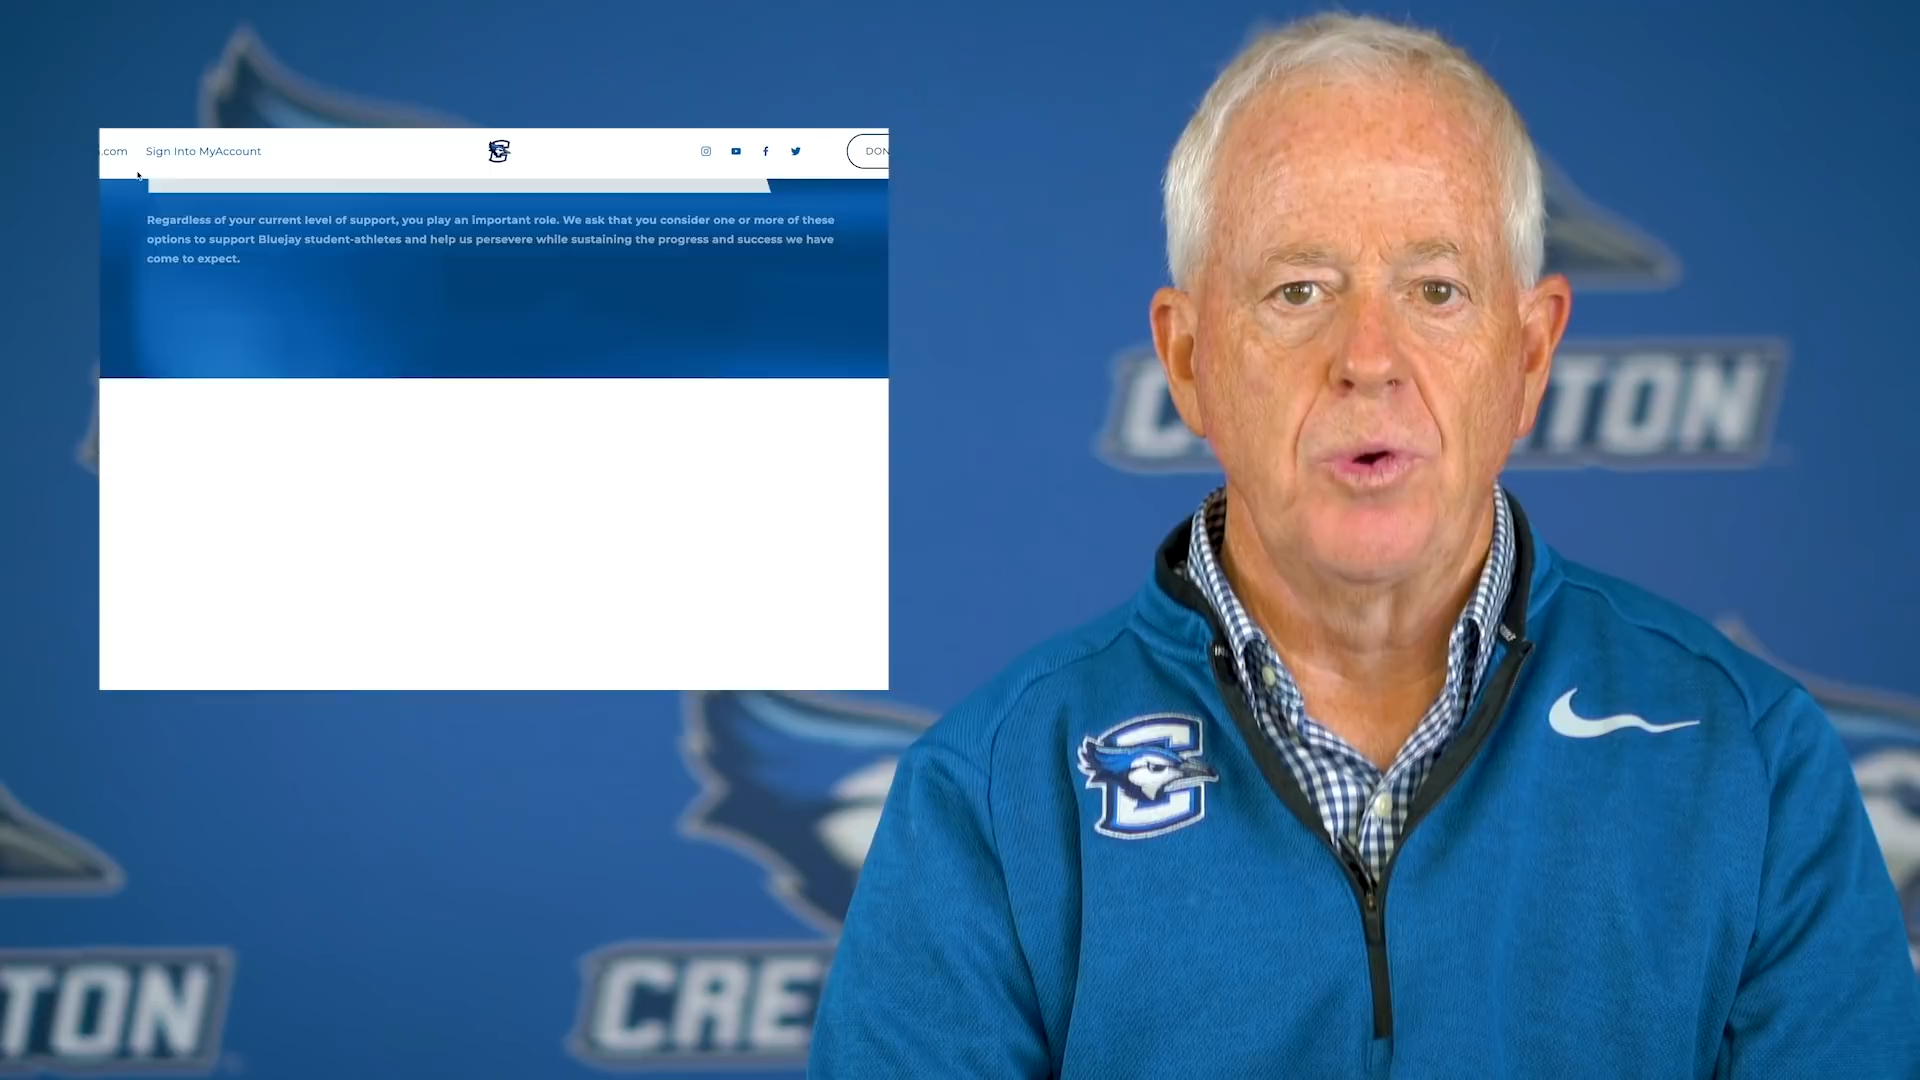 .com Sign Into MyAccount DON
Regardless of your current level of support, you play an important role. We ask that you consider one or more of these
options to support Bluejay student-athletes and help us persevere while sustaining the progress and success we have
come to expect.
C TON
TON
CRE